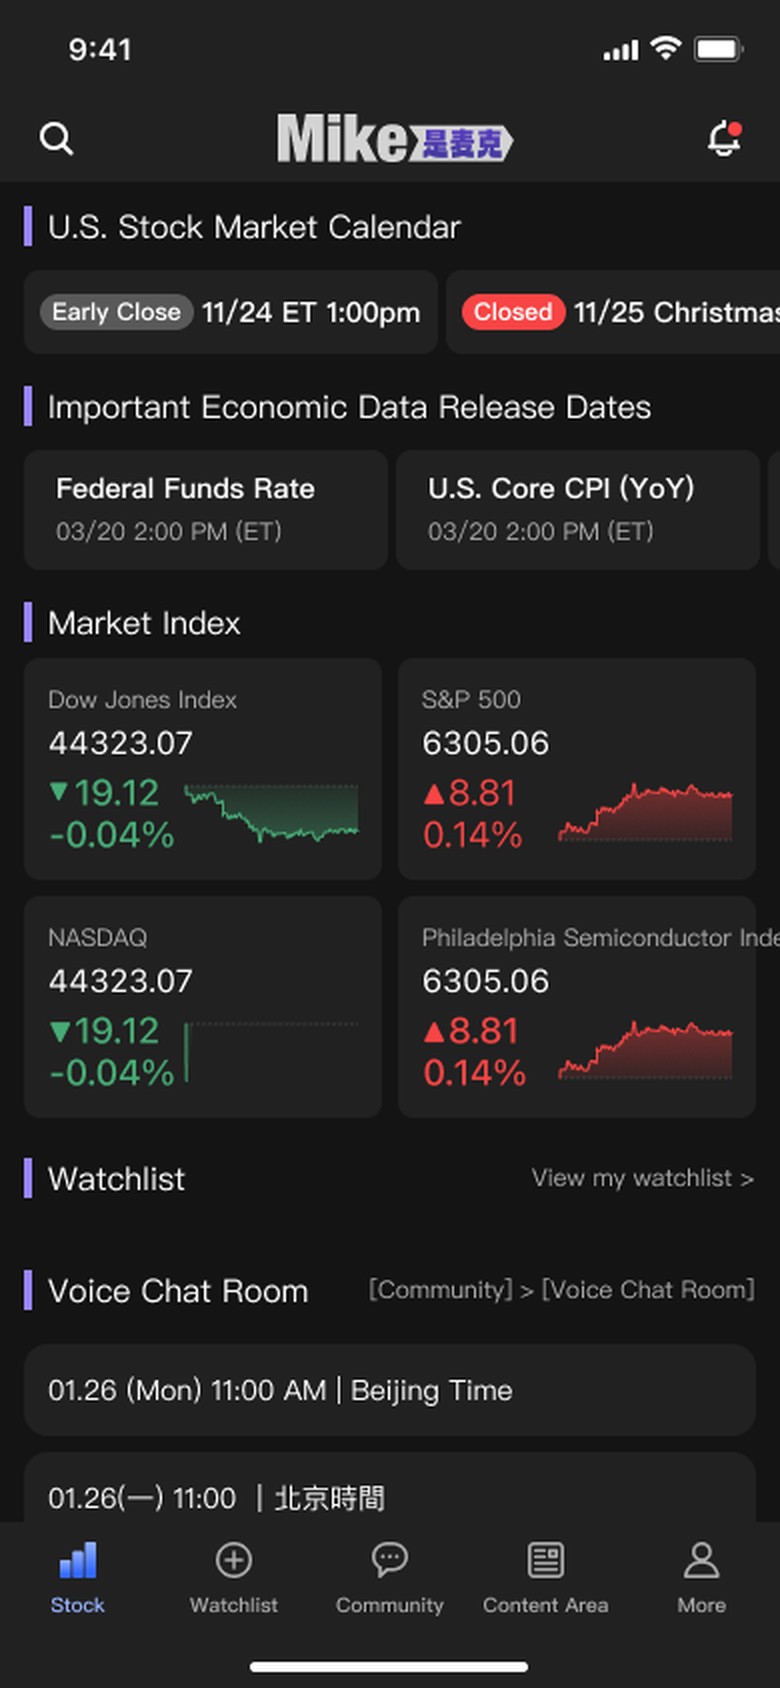 9:41
Mike是麦克
U.S. Stock Market Calendar
Early Close 11/24 ET 1:00pm
Closed 11/25 Christmas
Important Economic Data Release Dates
Federal Funds Rate
03/20 2:00 PM (ET)
U.S. Core CPI (YoY)
03/20 2:00 PM (ET)
Market Index
Dow Jones Index
44323.07
▼19.12
-0.04%
S&P 500
6305.06
▲8.81
0.14%
NASDAQ
44323.07
▼19.12
-0.04%
Philadelphia Semiconductor Inde
6305.06
▲8.81
0.14%
Watchlist
View my watchlist >
Voice Chat Room
[Community] > [Voice Chat Room]
01.26 (Mon) 11:00 AM | Beijing Time
01.26(一) 11:00 ｜北京時間
Stock
Watchlist
Community
Content Area
More